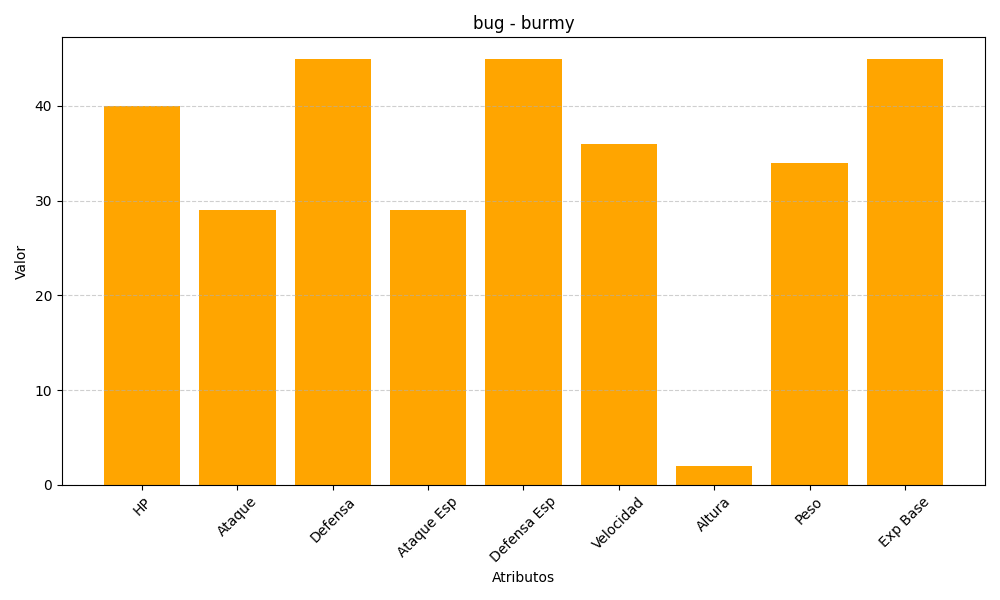 bug - burmy
Valor
40
30
20
10
0
HP
Ataque
Defensa
Ataque Esp
Defensa Esp
Velocidad
Altura
Peso
Exp Base
Atributos